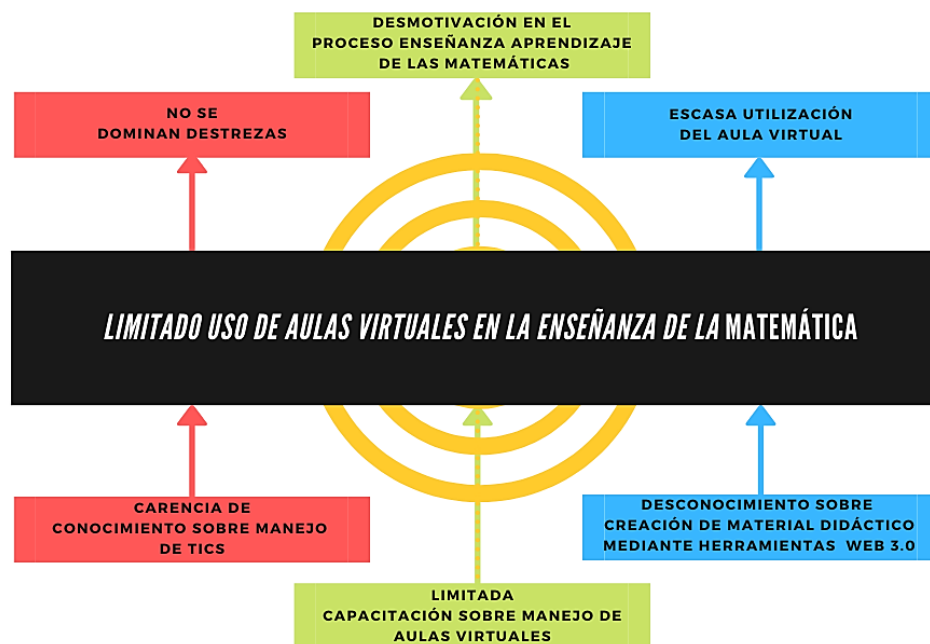 DESMOTIVACIÓN EN EL
PROCESO ENSEÑANZA APRENDIZAJE
DE LAS MATEMÁTICAS
NO SE
DOMINAN DESTREZAS
ESCASA UTILIZACIÓN
DEL AULA VIRTUAL
LIMITADO USO DE AULAS VIRTUALES EN LA ENSEÑANZA DE LA MATEMÁTICA
CARENCIA DE
CONOCIMIENTO SOBRE MANEJO
DE TICS
DESCONOCIMIENTO SOBRE
CREACIÓN DE MATERIAL DIDÁCTICO
MEDIANTE HERRAMIENTAS WEB 3.0
LIMITADA
CAPACITACIÓN SOBRE MANEJO DE
AULAS VIRTUALES